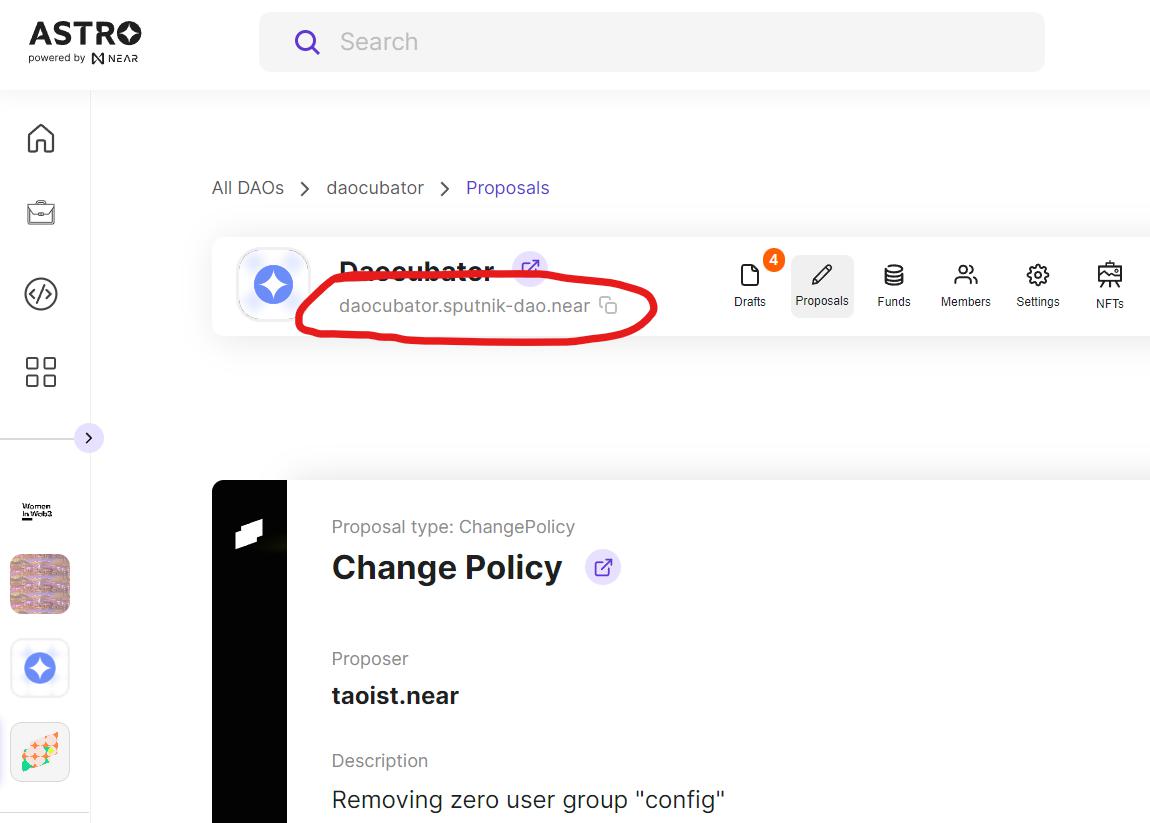 ASTRO
powered by NEAR
Search
All DAOs > daocubator > Proposals
Daocubator
daocubator.sputnik-dao.near
4
Drafts Proposals Funds Members Settings NFTs
Women
in Web3
Proposal type: ChangePolicy
Change Policy
Proposer
taoist.near
Description
Removing zero user group "config"